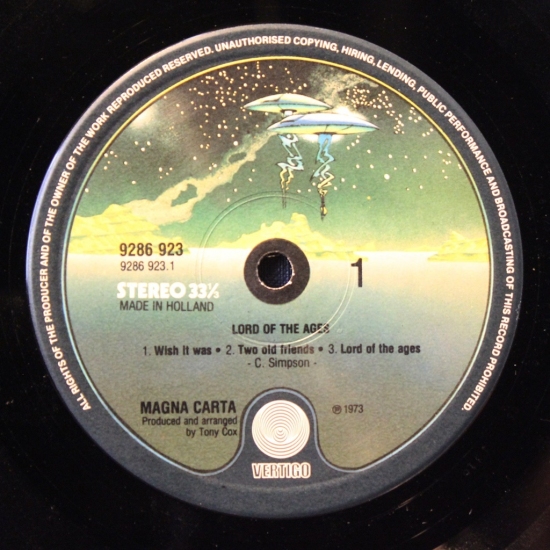 ALL RIGHTS OF THE PRODUCER AND OF THE OWNER OF THE WORK REPRODUCED RESERVED. UNAUTHORISED COPYING, HIRING, LENDING, PUBLIC PERFORMANCE AND BROADCASTING OF THIS RECORD PROHIBITED.
9286 923
9286 923.1
1
STEREO 33⅓
MADE IN HOLLAND
LORD OF THE AGES
1. Wish it was • 2. Two old friends • 3. Lord of the ages
- C. Simpson -
MAGNA CARTA
℗ 1973
Produced and arranged
by Tony Cox
VERTIGO